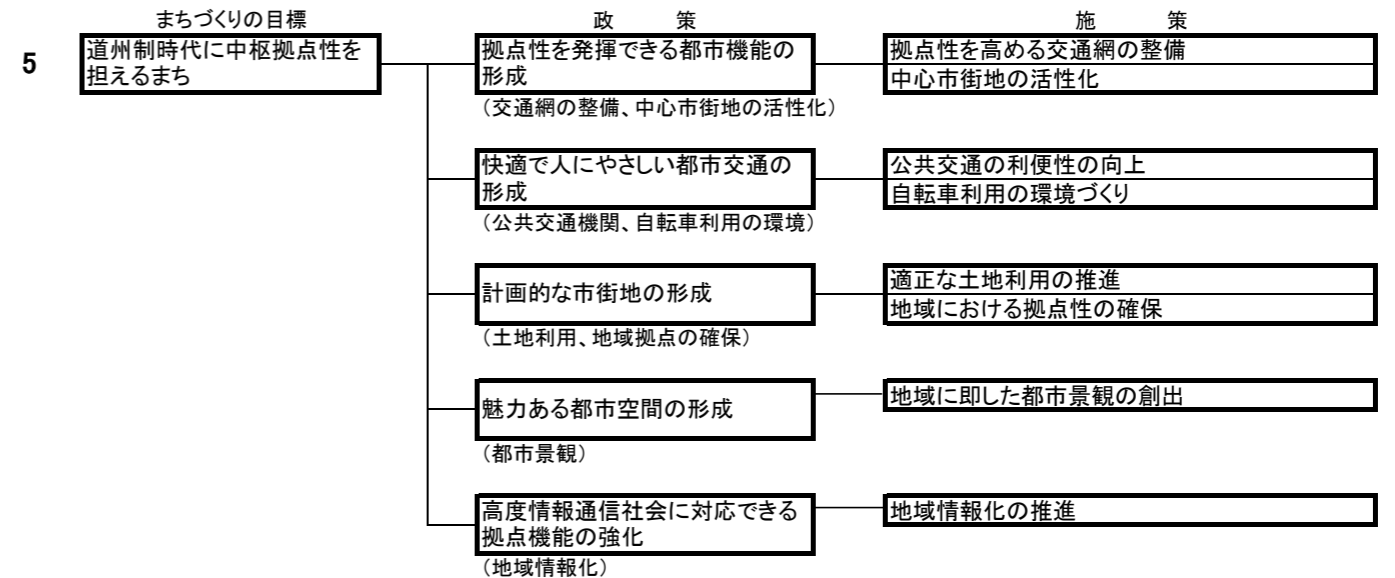 まちづくりの目標
政　　策
施　　策
5
道州制時代に中枢拠点性を
担えるまち
拠点性を発揮できる都市機能の
形成
(交通網の整備、中心市街地の活性化)
拠点性を高める交通網の整備
中心市街地の活性化
快適で人にやさしい都市交通の
形成
(公共交通機関、自転車利用の環境)
公共交通の利便性の向上
自転車利用の環境づくり
計画的な市街地の形成
(土地利用、地域拠点の確保)
適正な土地利用の推進
地域における拠点性の確保
魅力ある都市空間の形成
(都市景観)
地域に即した都市景観の創出
高度情報通信社会に対応できる
拠点機能の強化
(地域情報化)
地域情報化の推進